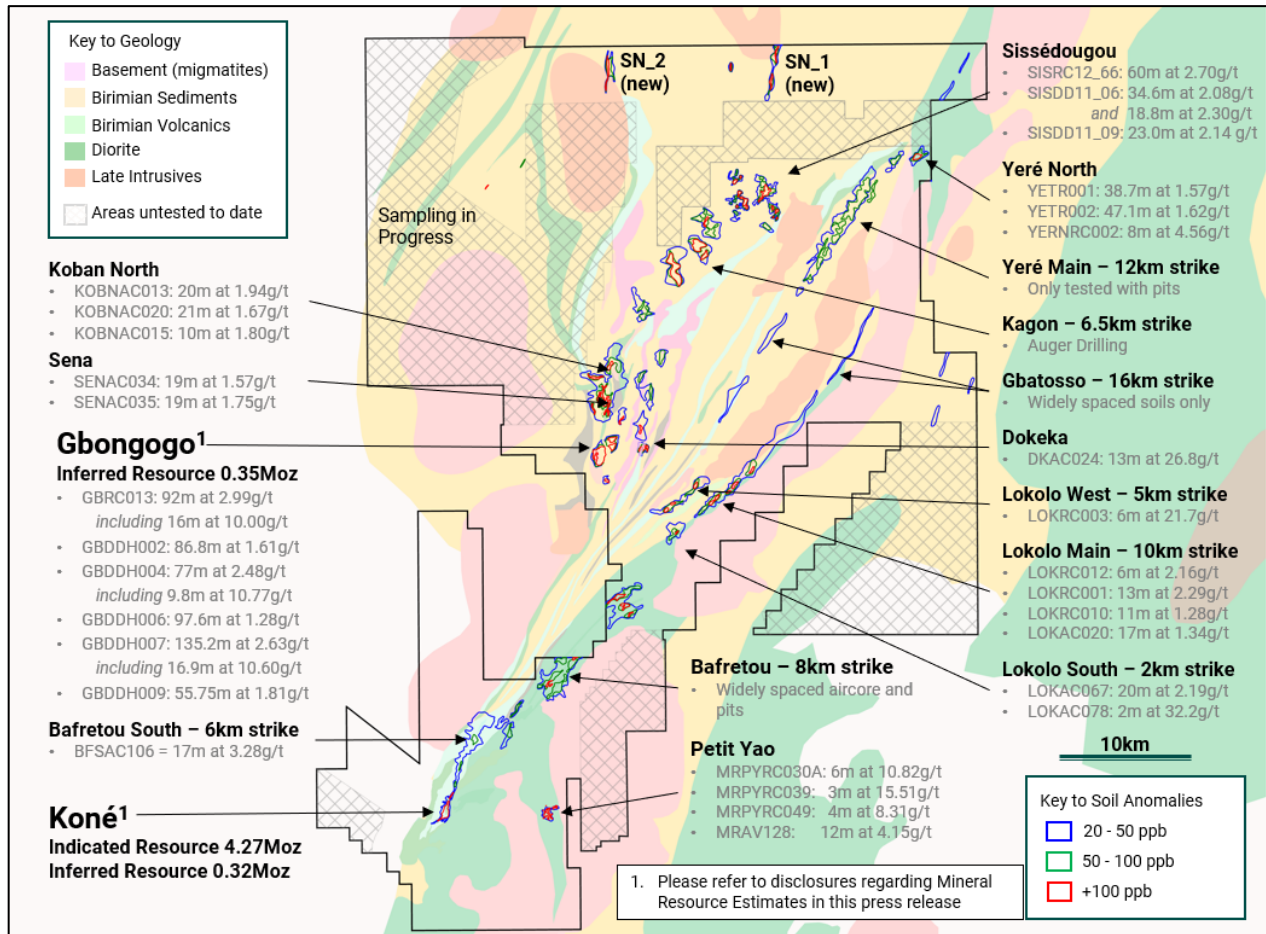 Key to Geology
Basement (migmatites)
Birimian Sediments
Birimian Volcanics
Diorite
Late Intrusives
Areas untested to date
SN_2
(new)
SN_1
(new)
Sampling in
Progress
Koban North
• KOBNAC013: 20m at 1.94g/t
• KOBNAC020: 21m at 1.67g/t
• KOBNAC015: 10m at 1.80g/t
Sena
• SENAC034: 19m at 1.57g/t
• SENAC035: 19m at 1.75g/t
Gbongogo¹
Inferred Resource 0.35Moz
• GBRC013: 92m at 2.99g/t
including 16m at 10.00g/t
• GBDDH002: 86.8m at 1.61g/t
• GBDDH004: 77m at 2.48g/t
including 9.8m at 10.77g/t
• GBDDH006: 97.6m at 1.28g/t
• GBDDH007: 135.2m at 2.63g/t
including 16.9m at 10.60g/t
• GBDDH009: 55.75m at 1.81g/t
Bafretou South – 6km strike
• BFSAC106 = 17m at 3.28g/t
Koné¹
Indicated Resource 4.27Moz
Inferred Resource 0.32Moz
Sissédougou
• SISRC12_66: 60m at 2.70g/t
• SISDD11_06: 34.6m at 2.08g/t
and 18.8m at 2.30g/t
• SISDD11_09: 23.0m at 2.14 g/t
Yeré North
• YETR001: 38.7m at 1.57g/t
• YETR002: 47.1m at 1.62g/t
• YERNRC002: 8m at 4.56g/t
Yeré Main – 12km strike
• Only tested with pits
Kagon – 6.5km strike
• Auger Drilling
Gbatosso – 16km strike
• Widely spaced soils only
Dokeka
• DKAC024: 13m at 26.8g/t
Lokolo West – 5km strike
• LOKRC003: 6m at 21.7g/t
Lokolo Main – 10km strike
• LOKRC012: 6m at 2.16g/t
• LOKRC001: 13m at 2.29g/t
• LOKRC010: 11m at 1.28g/t
• LOKAC020: 17m at 1.34g/t
Lokolo South – 2km strike
• LOKAC067: 20m at 2.19g/t
• LOKAC078: 2m at 32.2g/t
Bafretou – 8km strike
• Widely spaced aircore and
pits
Petit Yao
• MRPYRC030A: 6m at 10.82g/t
• MRPYRC039: 3m at 15.51g/t
• MRPYRC049: 4m at 8.31g/t
• MRAV128: 12m at 4.15g/t
10km
Key to Soil Anomalies
20 - 50 ppb
50 - 100 ppb
+100 ppb
1. Please refer to disclosures regarding Mineral
Resource Estimates in this press release